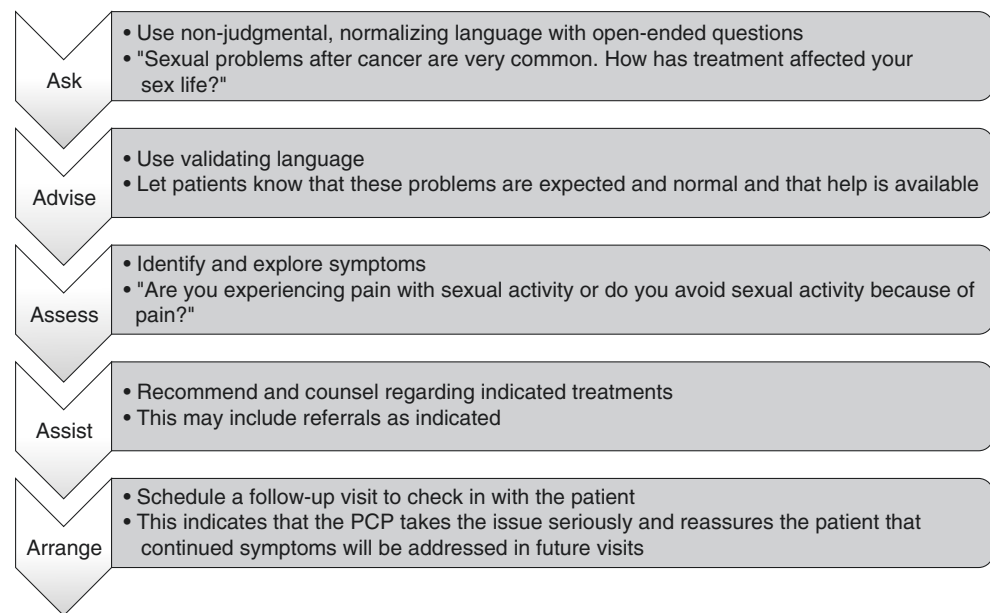 Ask
• Use non-judgmental, normalizing language with open-ended questions
• "Sexual problems after cancer are very common. How has treatment affected your
sex life?"
Advise
• Use validating language
• Let patients know that these problems are expected and normal and that help is available
Assess
• Identify and explore symptoms
• "Are you experiencing pain with sexual activity or do you avoid sexual activity because of
pain?"
Assist
• Recommend and counsel regarding indicated treatments
• This may include referrals as indicated
Arrange
• Schedule a follow-up visit to check in with the patient
• This indicates that the PCP takes the issue seriously and reassures the patient that
continued symptoms will be addressed in future visits